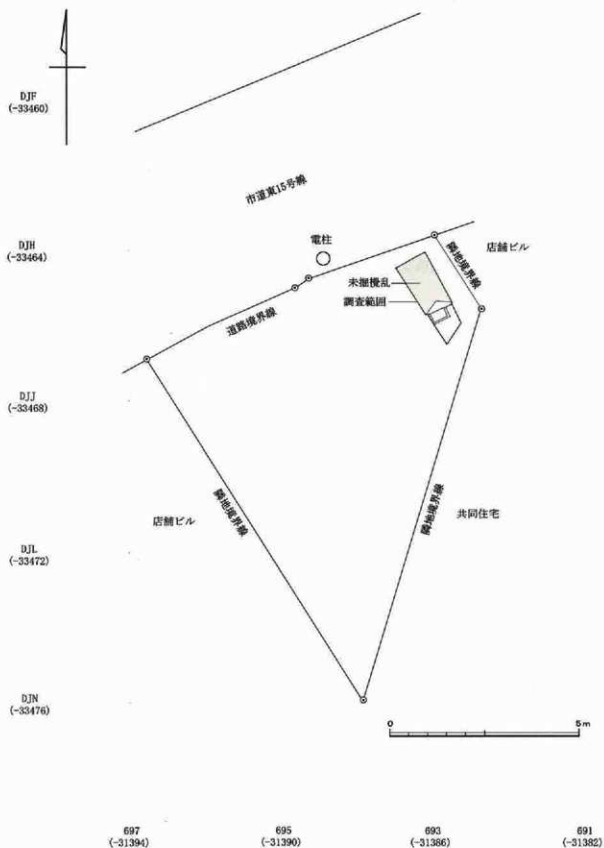 DJF
(-33460)
市道東15号線
DJH
(-33464)
電柱
隣地境界線
店舗ビル
未掘攪乱
調査範囲
道路境界線
DJJ
(-33468)
店舗ビル
隣地境界線
隣地境界線
共同住宅
DJL
(-33472)
DJN
(-33476)
0
5m
697
(-31394)
695
(-31390)
693
(-31386)
691
(-31382)